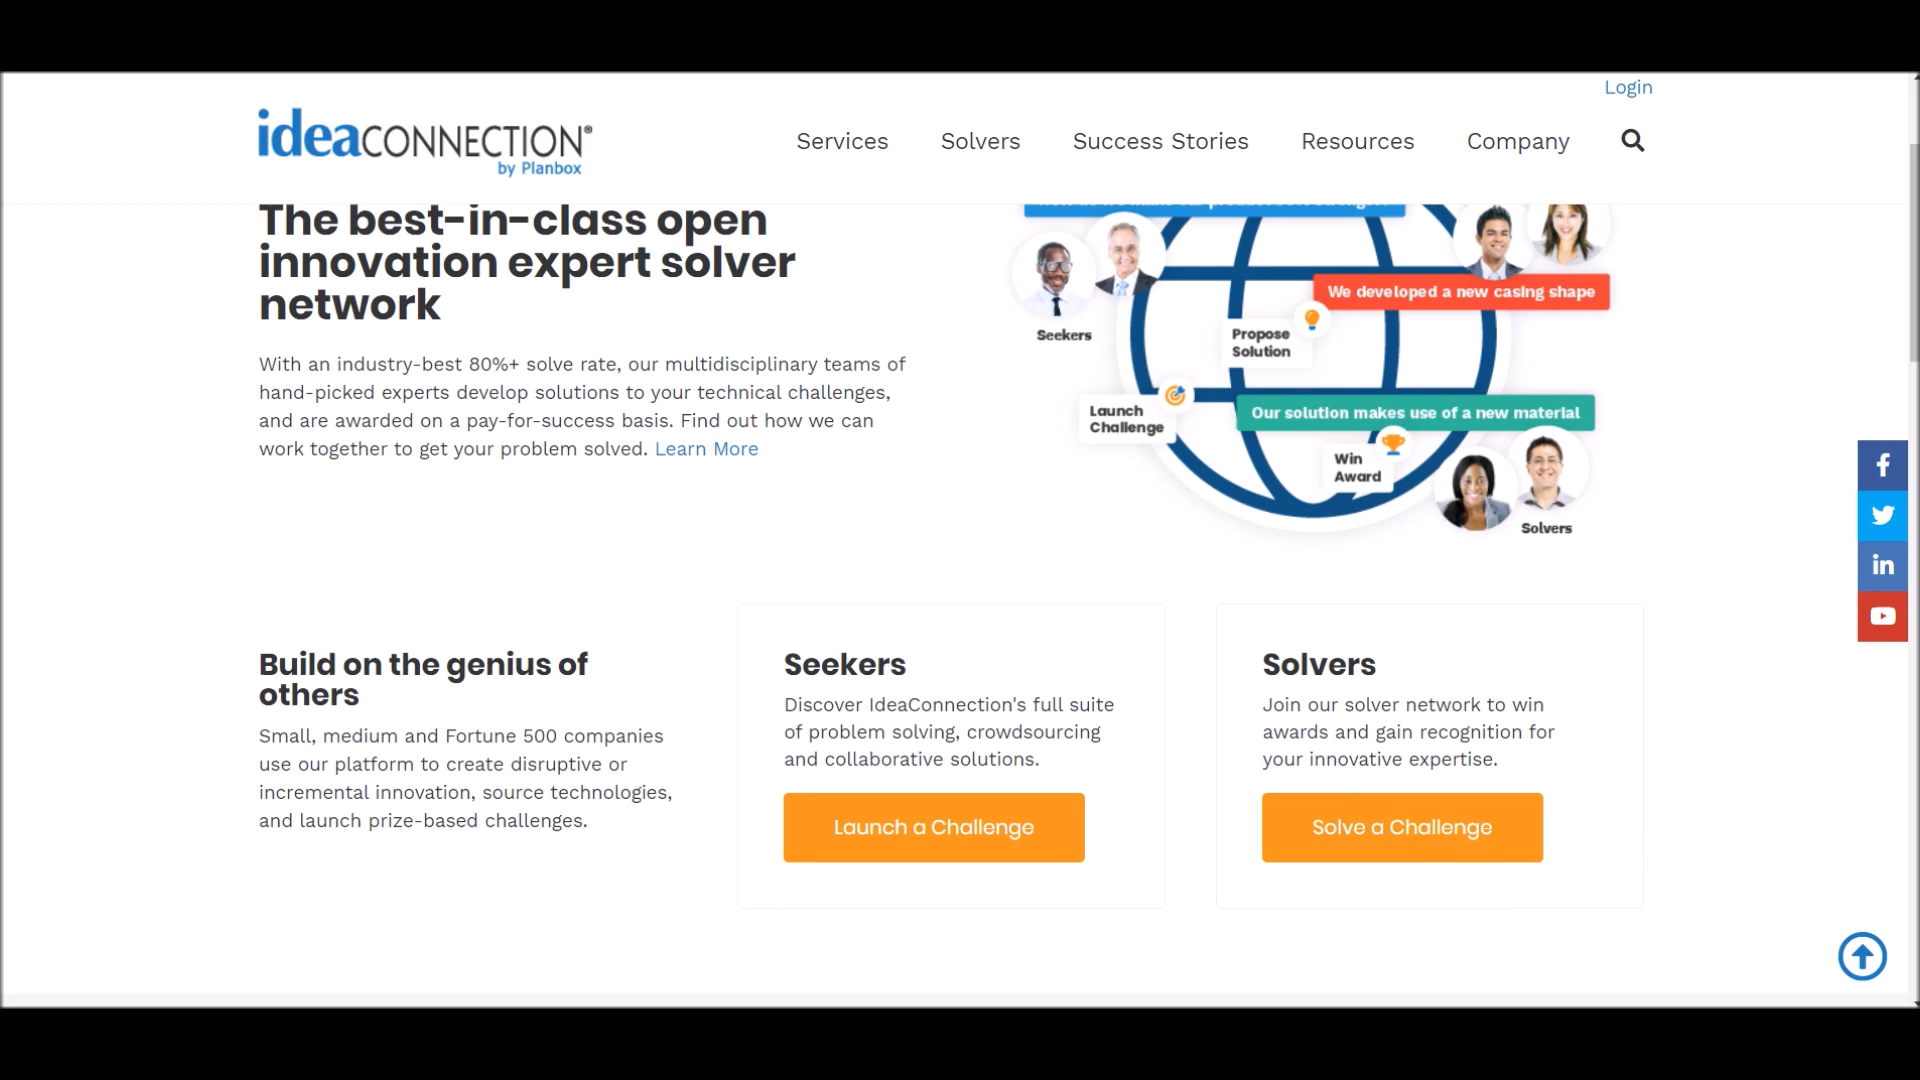 Login
ideaCONNECTION®
by Planbox
Services
Solvers
Success Stories
Resources
Company
The best-in-class open
innovation expert solver
network
With an industry-best 80%+ solve rate, our multidisciplinary teams of
hand-picked experts develop solutions to your technical challenges,
and are awarded on a pay-for-success basis. Find out how we can
work together to get your problem solved. Learn More
We developed a new casing shape
Seekers
Propose
Solution
Launch
Challenge
Our solution makes use of a new material
Win
Award
Solvers
Build on the genius of
others
Small, medium and Fortune 500 companies
use our platform to create disruptive or
incremental innovation, source technologies,
and launch prize-based challenges.
Seekers
Discover IdeaConnection's full suite
of problem solving, crowdsourcing
and collaborative solutions.
Launch a Challenge
Solvers
Join our solver network to win
awards and gain recognition for
your innovative expertise.
Solve a Challenge